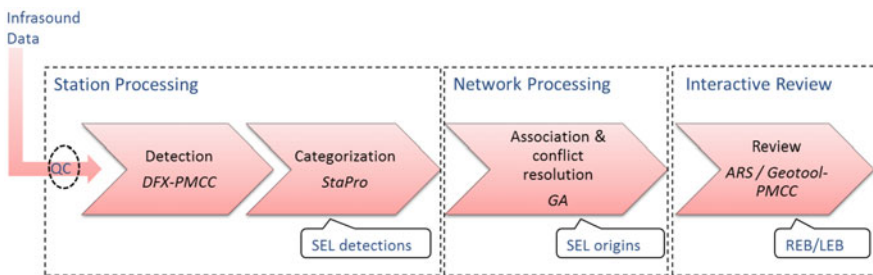 Infrasound
Data
Station Processing
Network Processing
Interactive Review
QC
Detection
DFX-PMCC
Categorization
StaPro
SEL detections
Association &
conflict
resolution
GA
SEL origins
Review
ARS / Geotool-
PMCC
REB/LEB